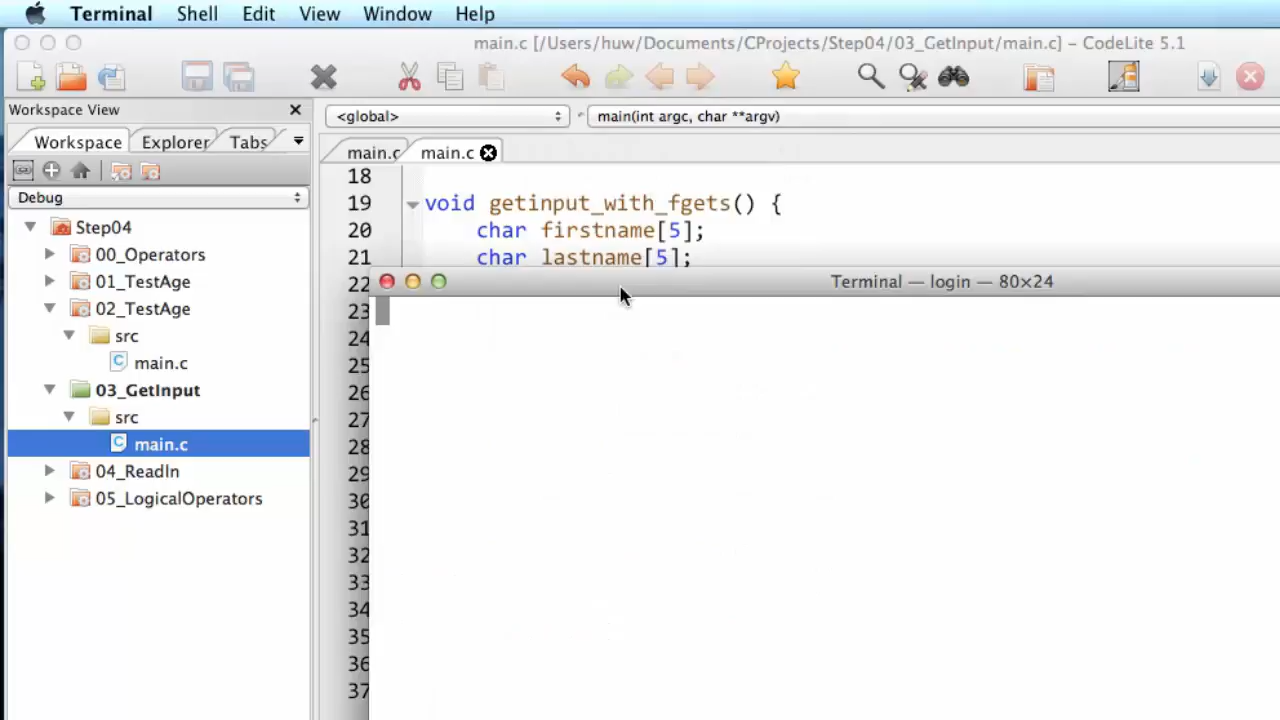 Terminal Shell Edit View Window Help
main.c [/Users/huw/Documents/CProjects/Step04/03_GetInput/main.c] – CodeLite 5.1
Workspace View
<global> main(int argc, char **argv)
Workspace Explorer Tabs
main.c main.c
Debug
Step04
00_Operators
01_TestAge
02_TestAge
src
main.c
03_GetInput
src
main.c
04_ReadIn
05_LogicalOperators
18
19 void getinput_with_fgets() {
20 char firstname[5];
21 char lastname[5];
Terminal — login — 80×24
22
23
24
25
26
27
28
29
30
31
32
33
34
35
36
37